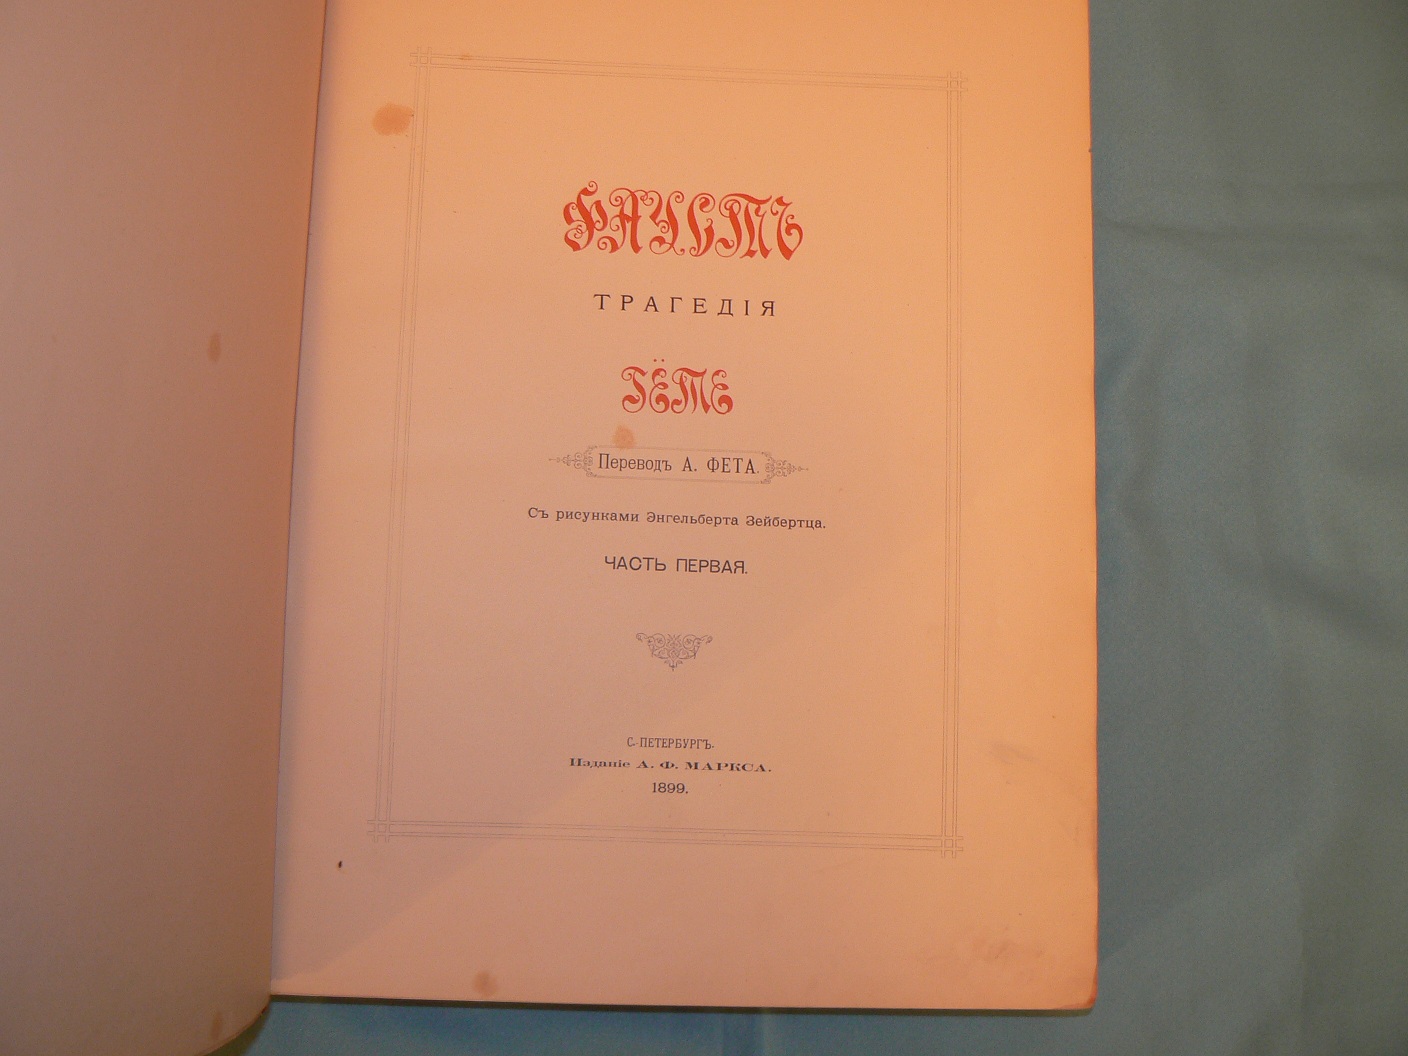 ФАУСТЪ
ТРАГЕДІЯ
ГЁТЕ
Переводъ А. ФЕТА.
Съ рисунками Энгельберта Зейбертца.
ЧАСТЬ ПЕРВАЯ.
С.-ПЕТЕРБУРГЪ.
Изданіе А. Ф. МАРКСА.
1899.